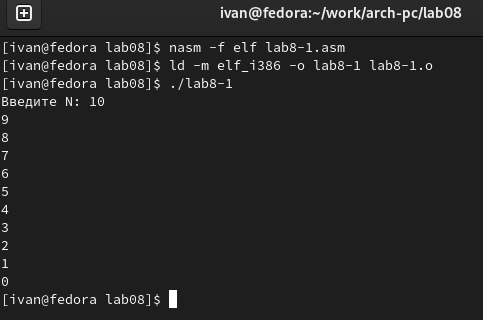 ivan@fedora:~/work/arch-pc/lab08
[ivan@fedora lab08]$ nasm -f elf lab8-1.asm
[ivan@fedora lab08]$ ld -m elf_i386 -o lab8-1 lab8-1.o
[ivan@fedora lab08]$ ./lab8-1
Введите N: 10
9
8
7
6
5
4
3
2
1
0
[ivan@fedora lab08]$